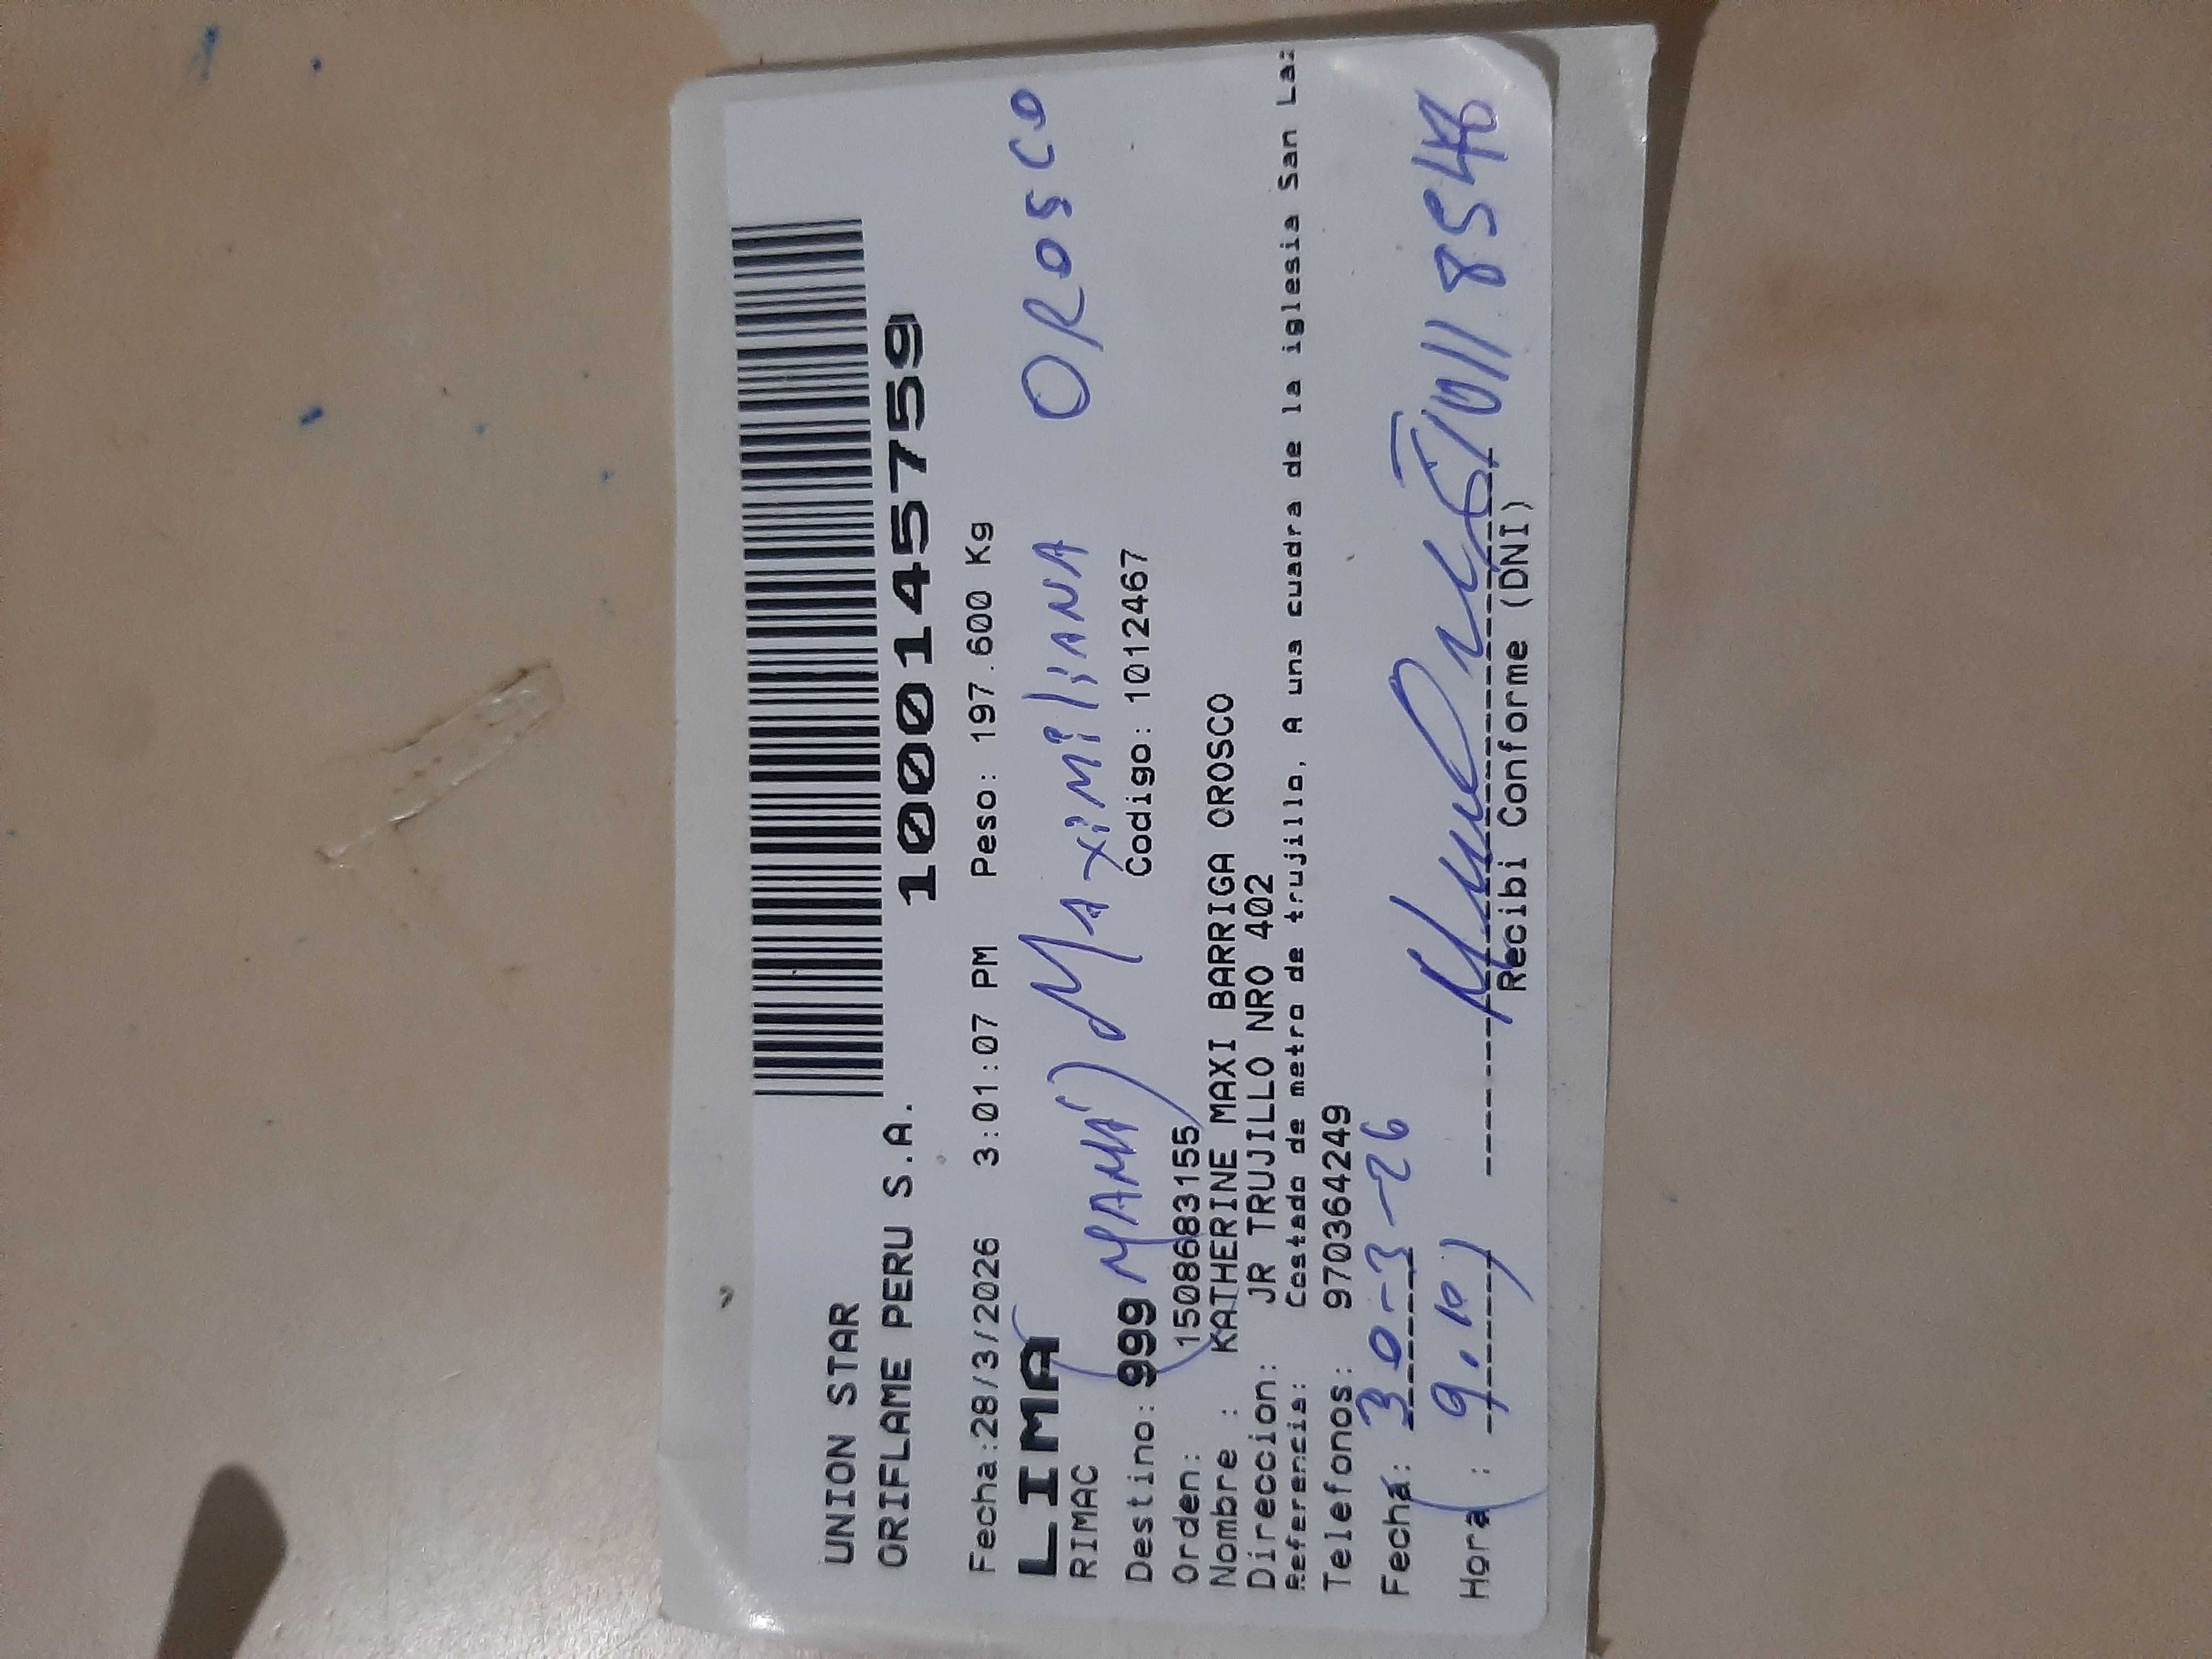 UNION STAR
ORIFLAME PERU S.A.
1000145759
Fecha:28/3/2026 3:01:07 PM Peso: 197.600 Kg
LIMA
RIMAC
(MAMÁ) MAXIMILIANA OROSCO
Destino: 999 Codigo: 1012467
Orden: 1508683155
Nombre : KATHERINE MAXI BARRIGA OROSCO
Direccion: JR TRUJILLO NRO 402
Referencia: Costado de metro de trujillo, A una cuadra de la iglesia San Laz
Telefonos: 970364249
Fecha: 30-3-26
Hora :
Recibi Conforme (DNI)